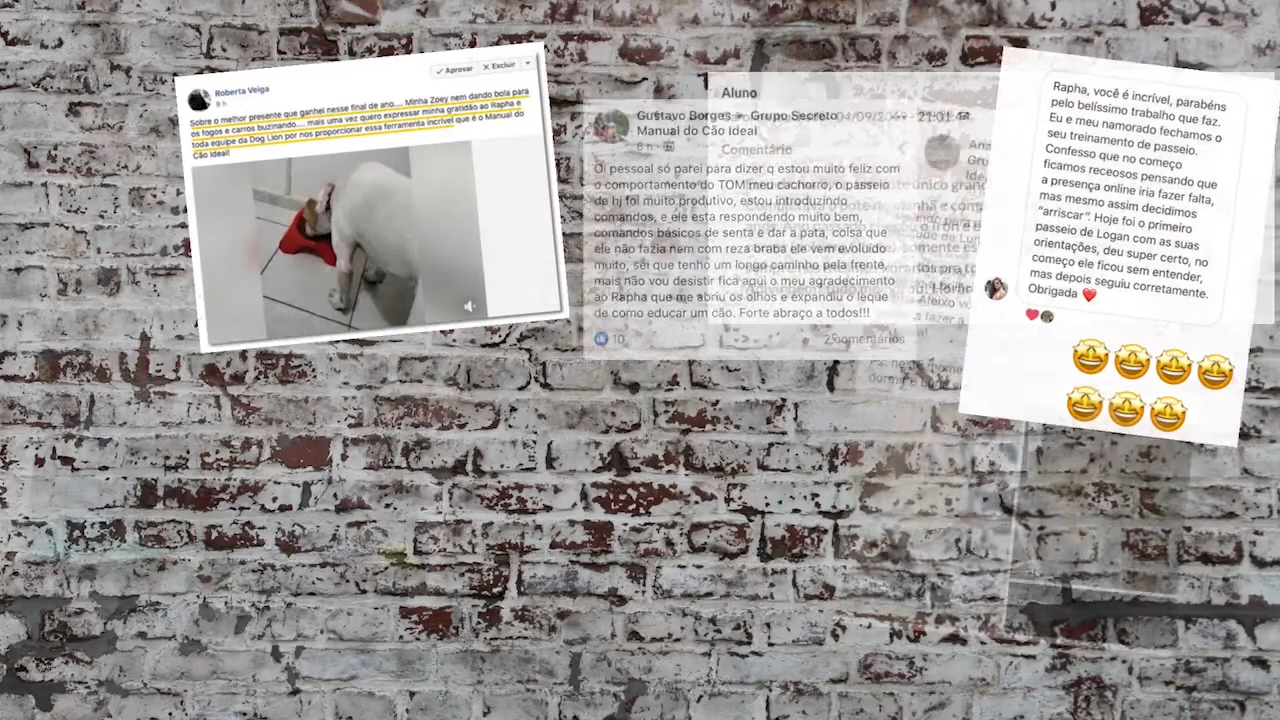 Aprovar
Excluir
Roberta Veiga
9 h
Sobre o melhor presente que ganhei nesse final de ano.... Minha Zoey nem dando bola para
os fogos e carros buzinando.... mais uma vez quero expressar minha gratidão ao Rapha e
toda equipe da Dog Lion por nos proporcionar essa ferramenta incrível que é o Manual do
Cão Ideal!
Aluno
Gustavo Borges ▸ Grupo Secreto
Manual do Cão Ideal
6 h
21:01
Comentário
Oi pessoal só parei para dizer q estou muito feliz com
o comportamento do TOM meu cachorro, o passeio
de hj foi muito produtivo, estou introduzindo
comandos, e ele esta respondendo muito bem,
comandos básicos de senta e dar a pata, coisa que
ele não fazia nem com reza braba ele vem evoluído
muito, sei que tenho um longo caminho pela frente,
mais não vou desistir fica aqui o meu agradecimento
ao Rapha que me abriu os olhos e expandiu o leque
de como educar um cão. Forte abraço a todos!!!
10
2 comentários
Rapha, você é incrível, parabéns
pelo belíssimo trabalho que faz.
Eu e meu namorado fechamos o
seu treinamento de passeio.
Confesso que no começo
ficamos receosos pensando que
a presença online iria fazer falta,
mas mesmo assim decidimos
“arriscar”. Hoje foi o primeiro
passeio de Logan com as suas
orientações, deu super certo, no
começo ele ficou sem entender,
mas depois seguiu corretamente.
Obrigada ❤️